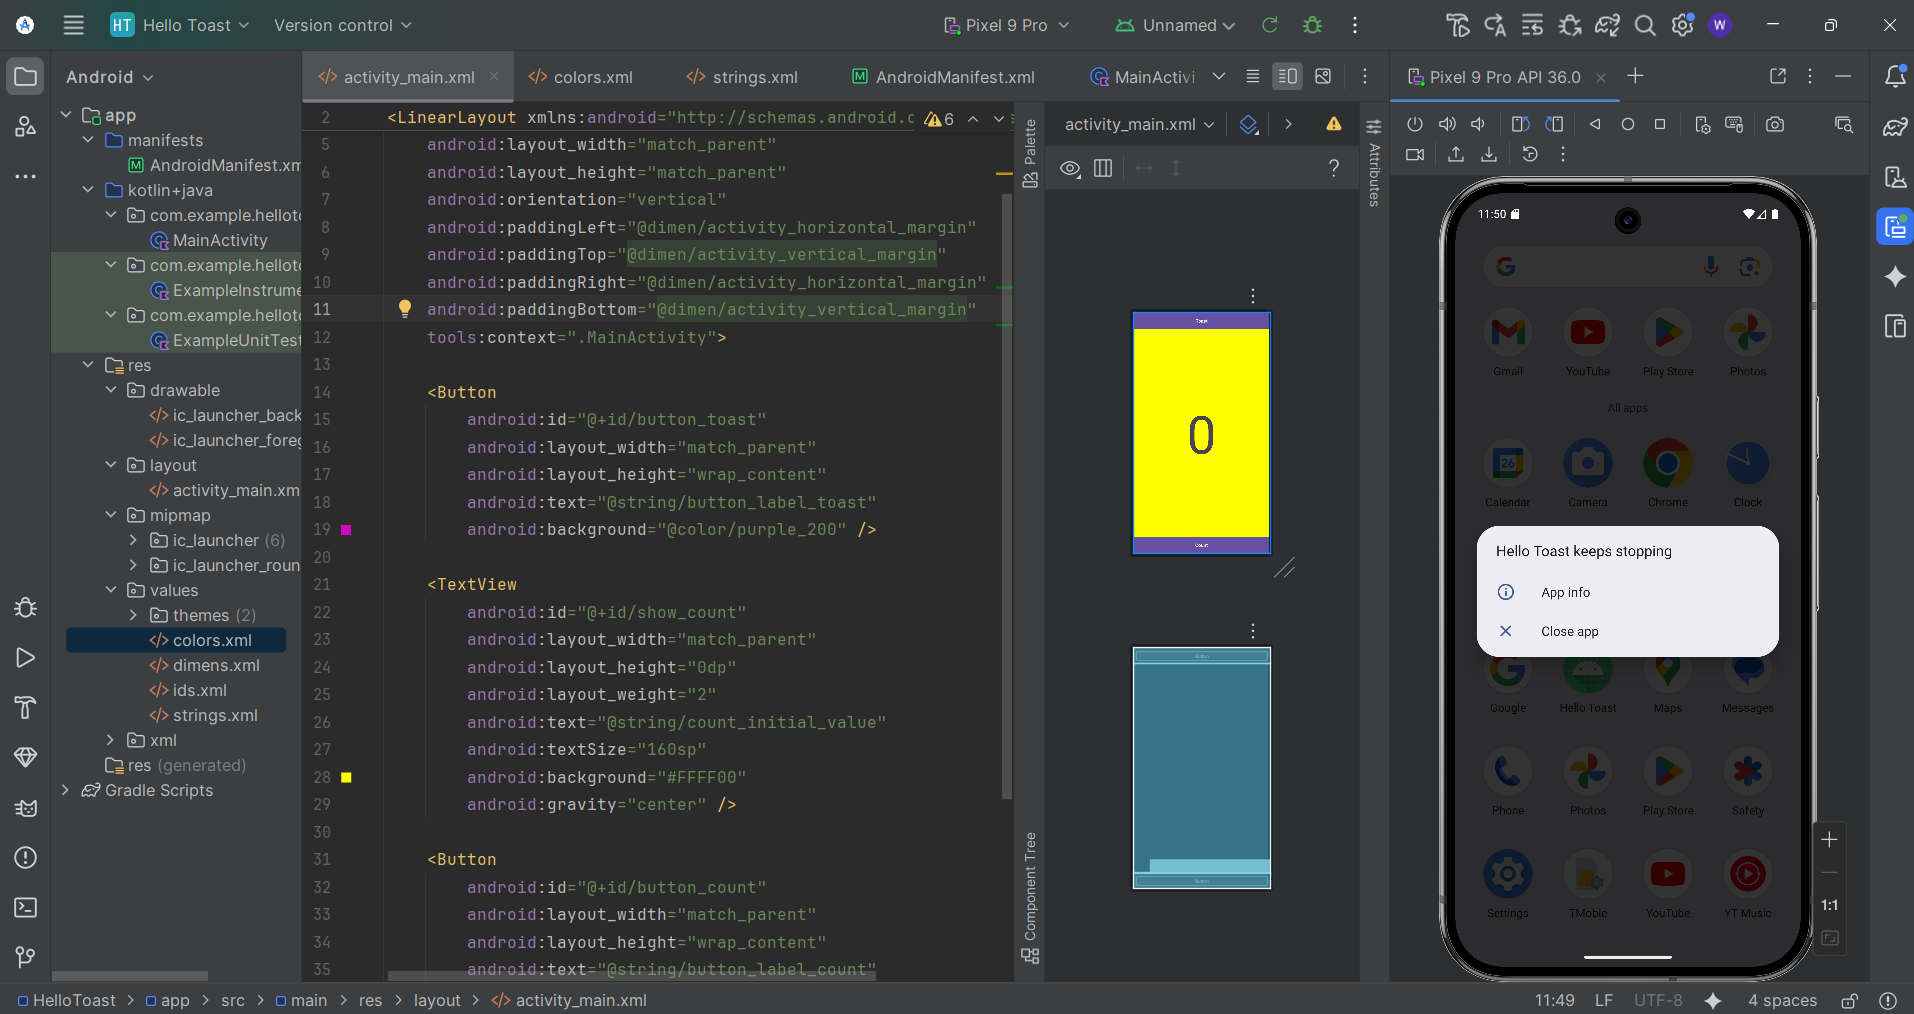 HT Hello Toast
Version control
Pixel 9 Pro
Unnamed
W
Android
activity_main.xml
colors.xml
strings.xml
AndroidManifest.xml
MainActivi
Pixel 9 Pro API 36.0
app
manifests
AndroidManifest.xm
kotlin+java
com.example.hellot
MainActivity
com.example.hellot
ExampleInstrume
com.example.hellot
ExampleUnitTest
res
drawable
ic_launcher_back
ic_launcher_fore
layout
activity_main.xm
mipmap
ic_launcher (6)
ic_launcher_roun
values
themes (2)
colors.xml
dimens.xml
ids.xml
strings.xml
xml
res (generated)
Gradle Scripts
2 <LinearLayout xmlns:android="http://schemas.android.c
6
5 android:layout_width="match_parent"
6 android:layout_height="match_parent"
7 android:orientation="vertical"
8 android:paddingLeft="@dimen/activity_horizontal_margin"
9 android:paddingTop="@dimen/activity_vertical_margin"
10 android:paddingRight="@dimen/activity_horizontal_margin"
11 android:paddingBottom="@dimen/activity_vertical_margin"
12 tools:context=".MainActivity">
13
14 <Button
15 android:id="@+id/button_toast"
16 android:layout_width="match_parent"
17 android:layout_height="wrap_content"
18 android:text="@string/button_label_toast"
19 android:background="@color/purple_200" />
20
21 <TextView
22 android:id="@+id/show_count"
23 android:layout_width="match_parent"
24 android:layout_height="0dp"
25 android:layout_weight="2"
26 android:text="@string/count_initial_value"
27 android:textSize="160sp"
28 android:background="#FFFF00"
29 android:gravity="center" />
30
31 <Button
32 android:id="@+id/button_count"
33 android:layout_width="match_parent"
34 android:layout_height="wrap_content"
35 android:text="@string/button_label_count"
Palette
Component Tree
activity_main.xml
?
Toast
0
Count
Button
Button
Attributes
11:50
Gmail
YouTube
Play Store
Photos
All apps
26
Calendar
Camera
Chrome
Clock
Hello Toast keeps stopping
App info
Close app
Google
Hello Toast
Maps
Messages
Phone
Photos
Play Store
Safety
Settings
TMoble
YouTube
YT Music
1:1
HelloToast > app > src > main > res > layout > activity_main.xml
11:49
LF
UTF-8
4 spaces